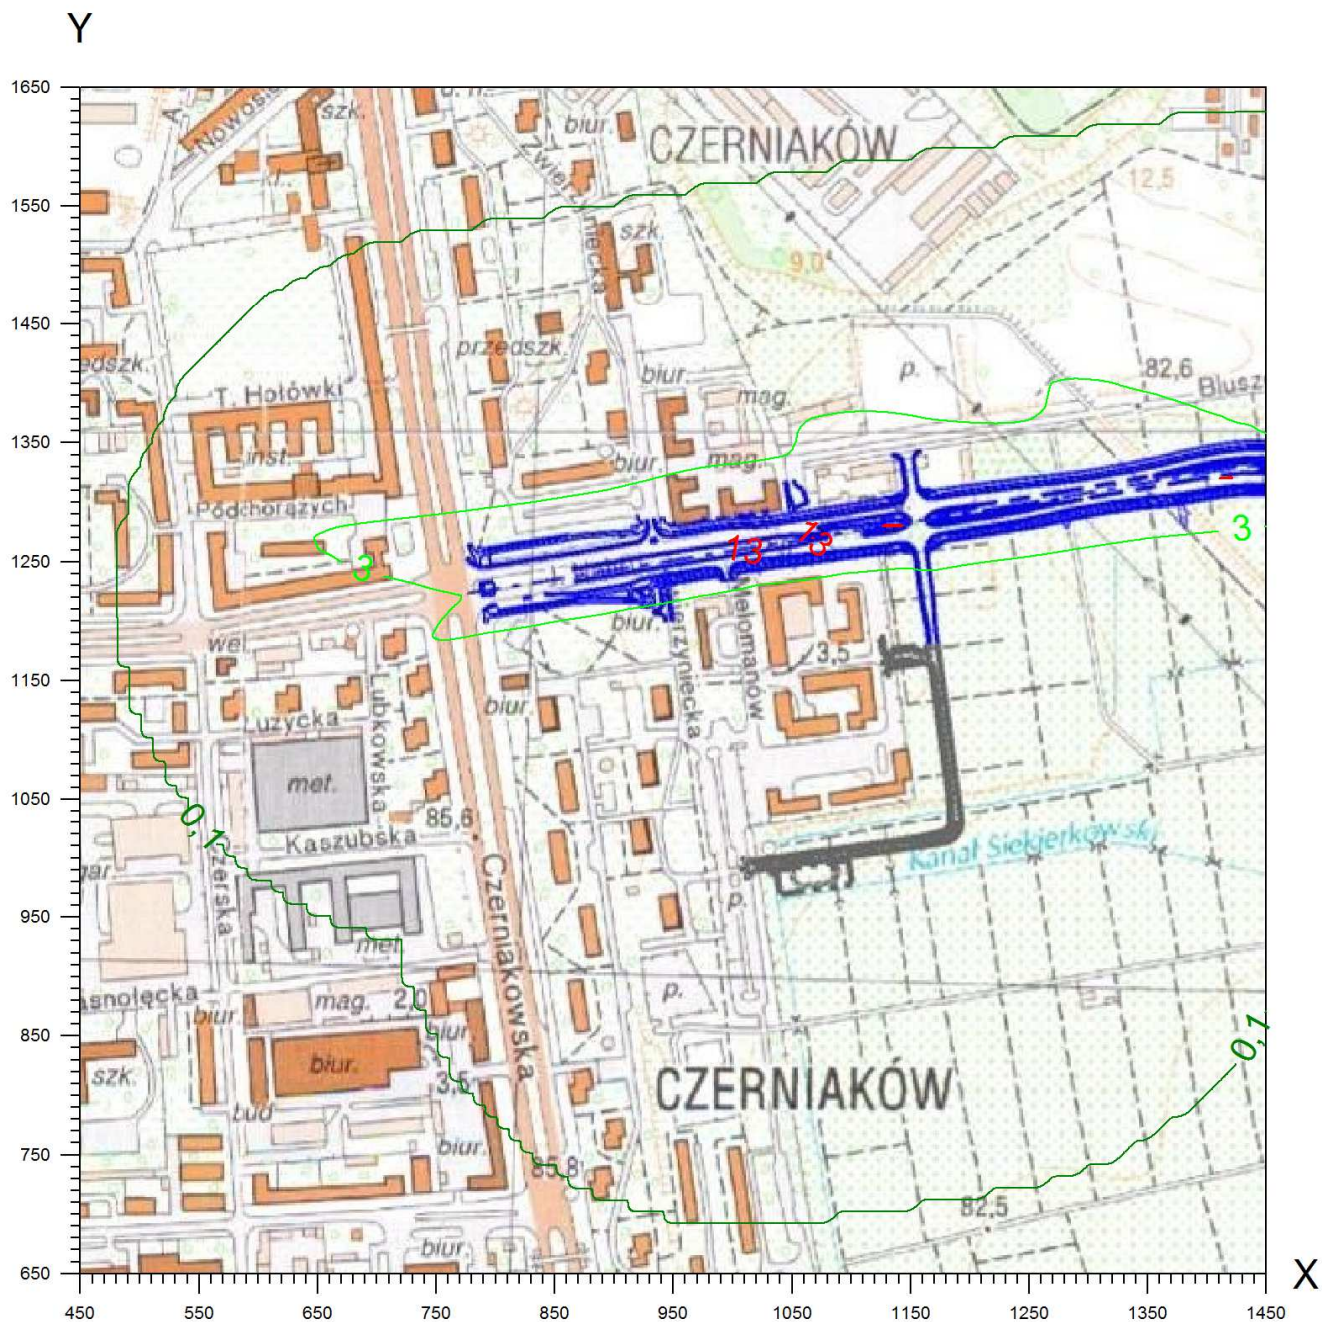 Y
1650
1550
1450
1350
1250
1150
1050
950
850
750
650
450
550
650
750
850
950
1050
1150
1250
1350
1450
X
szk.
biur.
CZERNIAKÓW
12,5
szk.
9,0
przedszk.
biur.
p.
82,6
T. Hołówki
mag.
inst.
biur.
mag.
Podchorążych
13
13
3
3
biur.
wel.
3,5
Melomanów
biur.
Łużycka
met.
85,6
Kaszubska
0,1
Kanał Siekierkowski
Czerniakowska
p.
met.
mag.
2,0
p.
biur.
biur.
biur.
szk.
3,5
CZERNIAKÓW
0,1
biur.
85,8
82,5
biur.